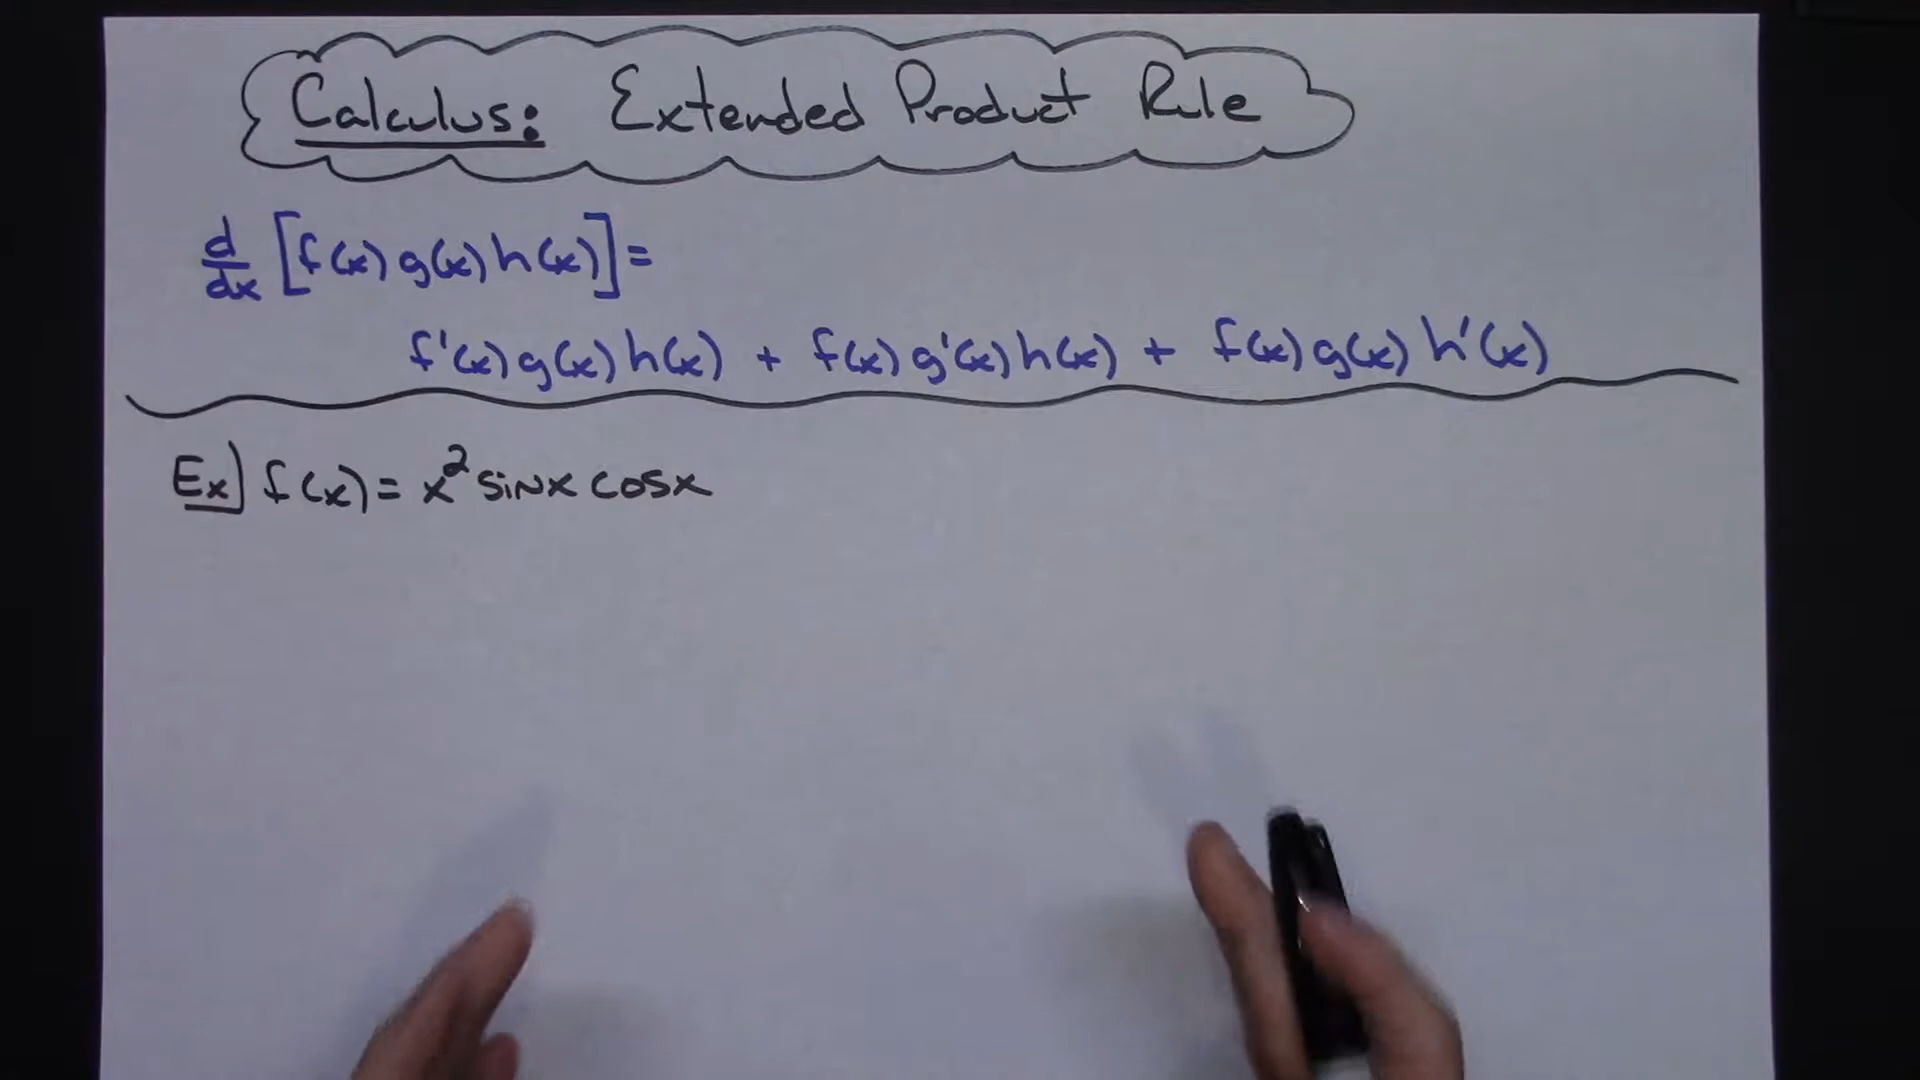 Calculus: Extended Product Rule
d/dx [f(x) g(x) h(x)] =
f'(x) g(x) h(x) + f(x) g'(x) h(x) + f(x) g(x) h'(x)
Ex) f(x) = x² sinx cosx